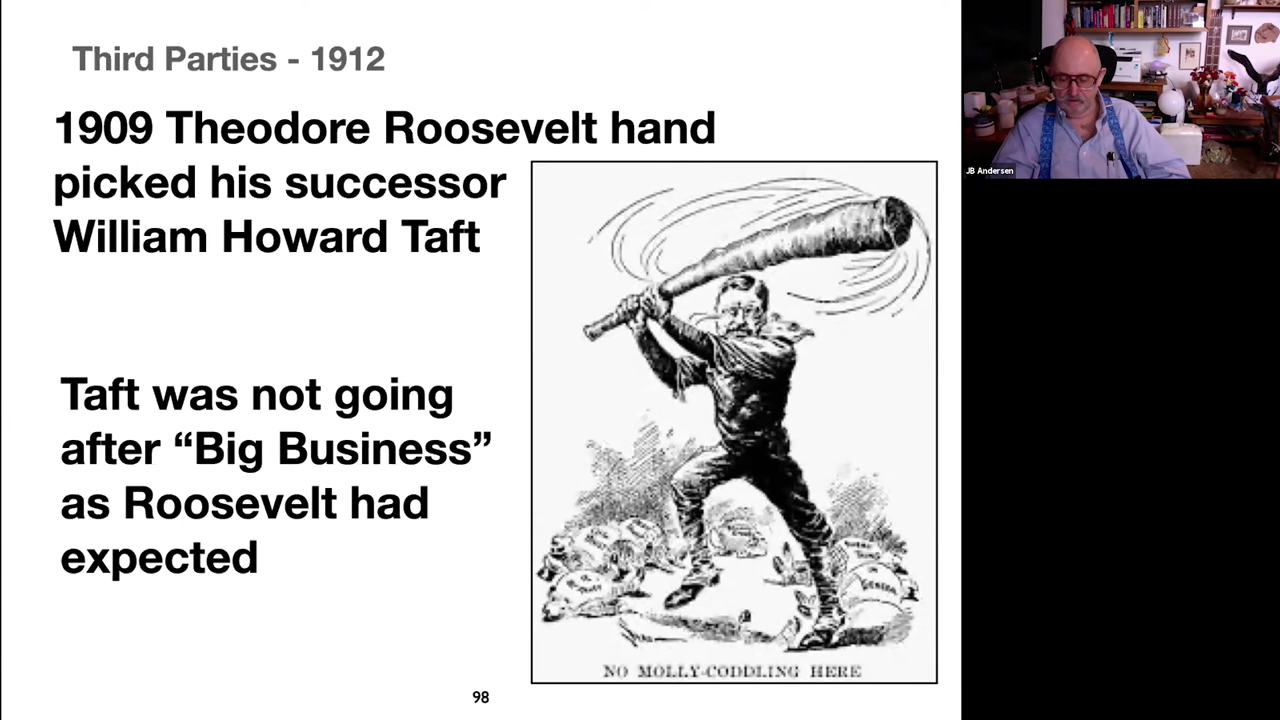 Third Parties - 1912
1909 Theodore Roosevelt hand
picked his successor
William Howard Taft
Taft was not going
after “Big Business”
as Roosevelt had
expected
NO MOLLY-CODDLING HERE
98
JB Andersen